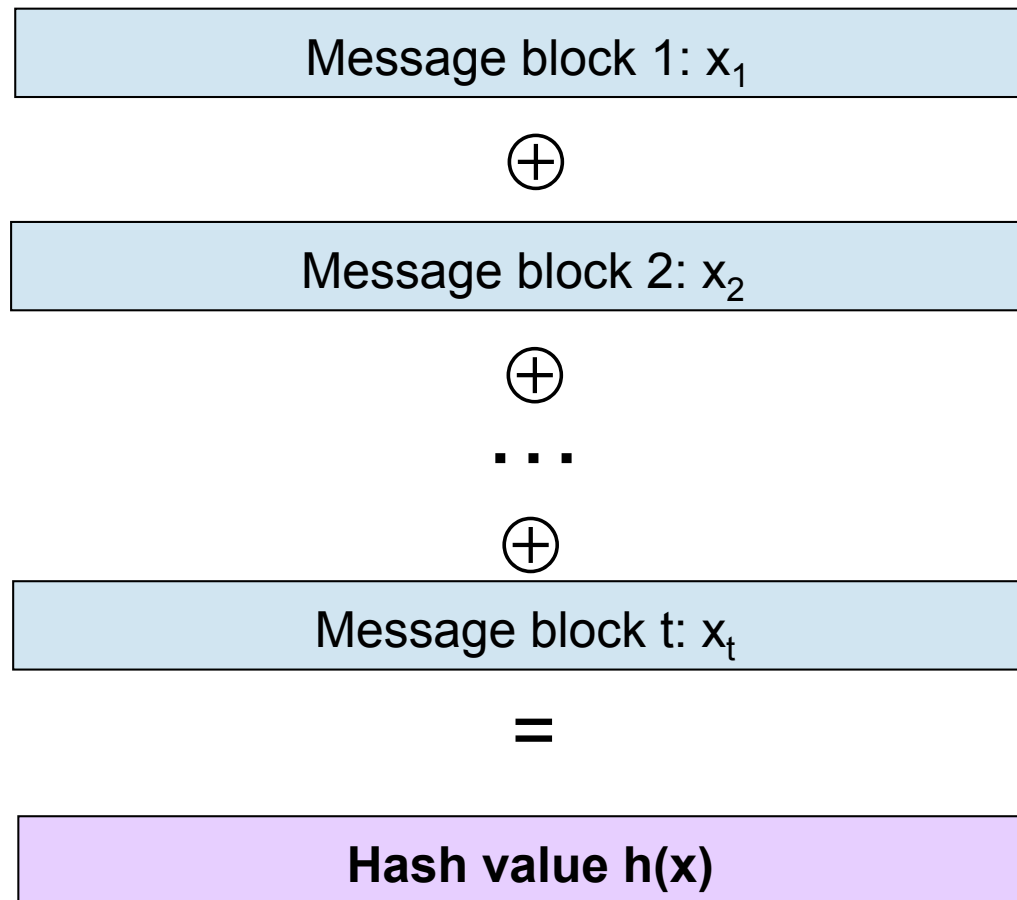 Message block 1: x₁
⊕
Message block 2: x₂
⊕
...
⊕
Message block t: xₜ
=
Hash value h(x)